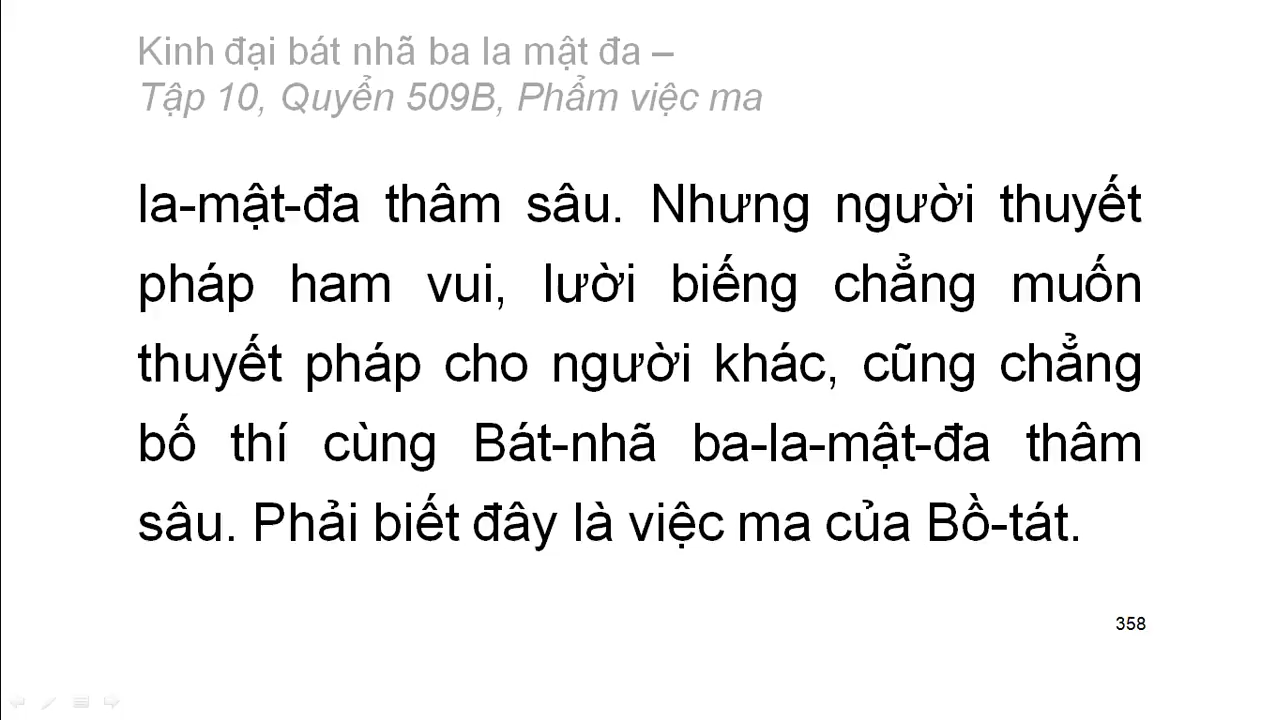 Kinh đại bát nhã ba la mật đa –
Tập 10, Quyển 509B, Phẩm việc ma
la-mật-đa thâm sâu. Nhưng người thuyết
pháp ham vui, lười biếng chẳng muốn
thuyết pháp cho người khác, cũng chẳng
bố thí cùng Bát-nhã ba-la-mật-đa thâm
sâu. Phải biết đây là việc ma của Bồ-tát.
358